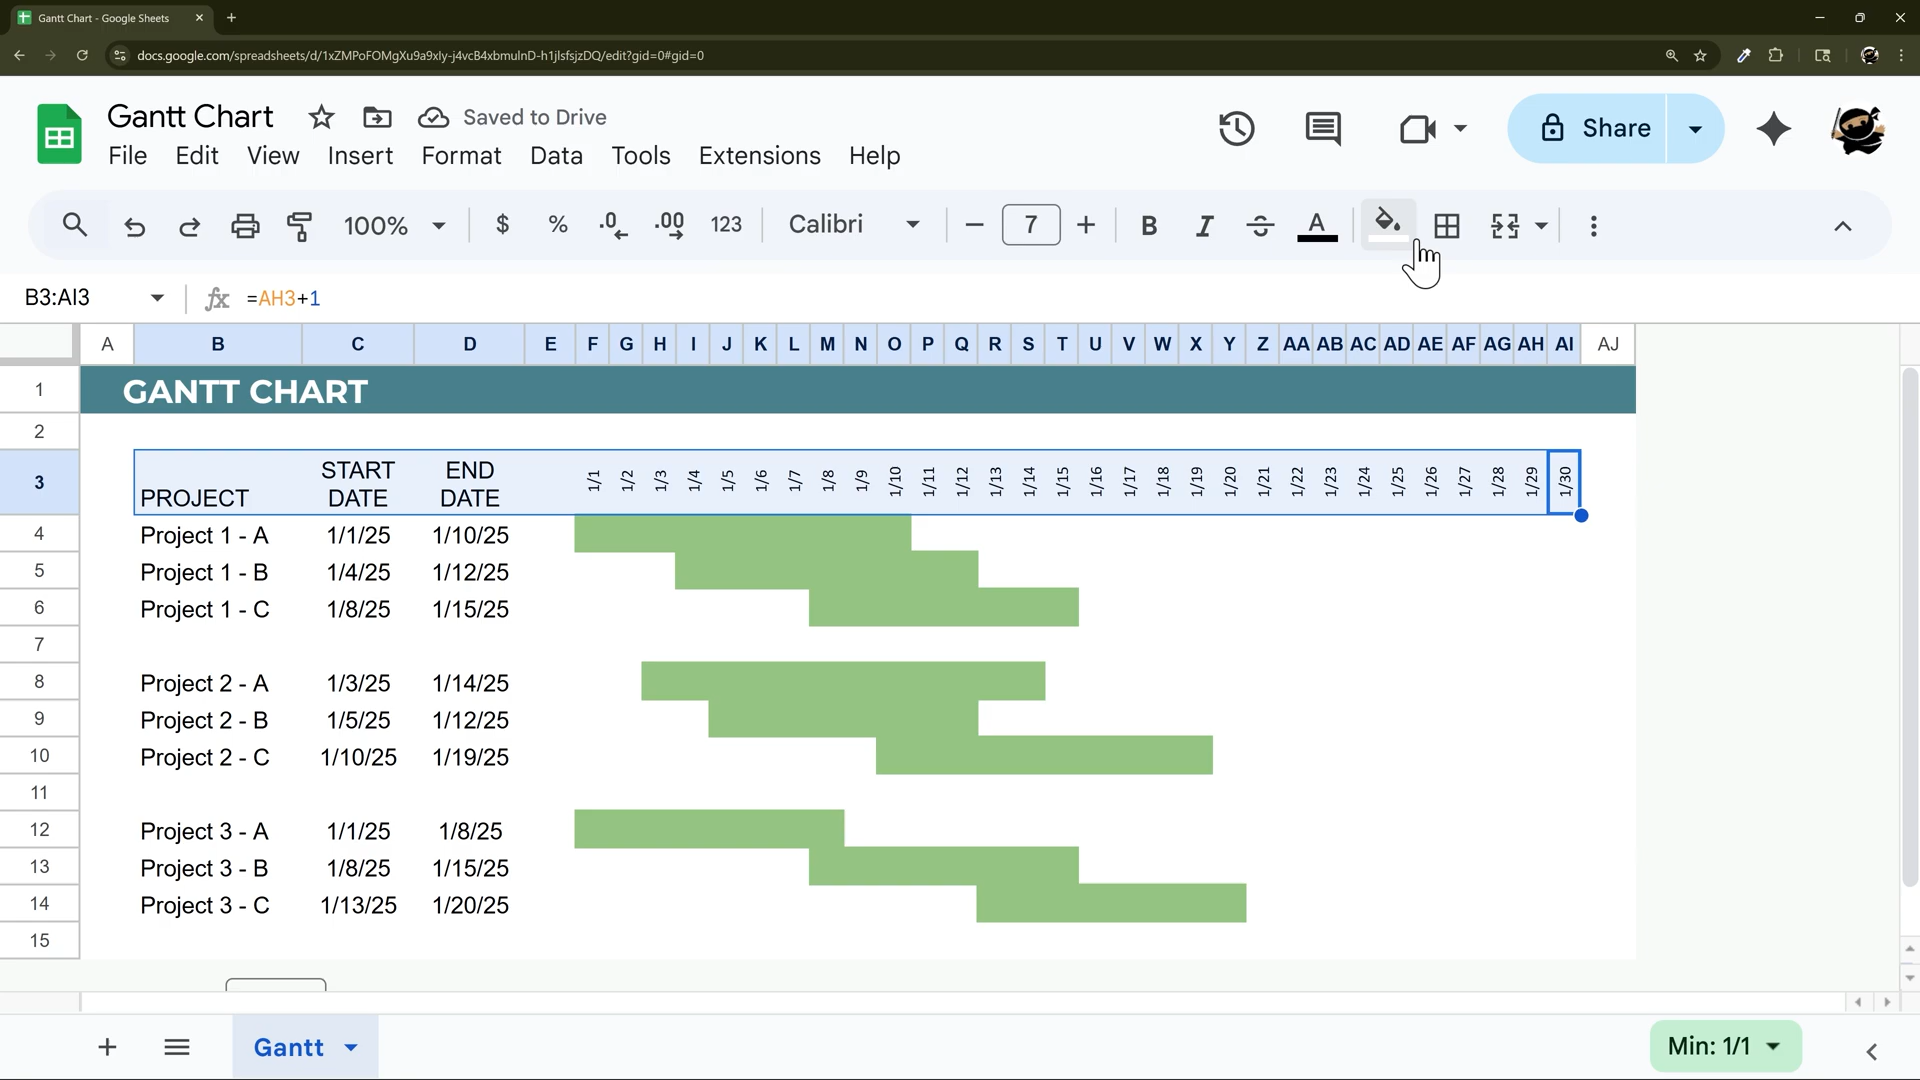 Gantt Chart - Google Sheets
docs.google.com/spreadsheets/d/1xZMPoFOMgXu9a9xly-j4vcB4xbmulnD-h1jlsfsjzDQ/edit?gid=0#gid=0
Gantt Chart Saved to Drive
File Edit View Insert Format Data Tools Extensions Help
Share
100% $ % .0 .00 123 Calibri 7 B I S A
B3:AI3 fx =AH3+1
A B C D E F G H I J K L M N O P Q R S T U V W X Y Z AA AB AC AD AE AF AG AH AI AJ
1 GANTT CHART
2
3 PROJECT START DATE END DATE 1/1 1/2 1/3 1/4 1/5 1/6 1/7 1/8 1/9 1/10 1/11 1/12 1/13 1/14 1/15 1/16 1/17 1/18 1/19 1/20 1/21 1/22 1/23 1/24 1/25 1/26 1/27 1/28 1/29 1/30
4 Project 1 - A 1/1/25 1/10/25
5 Project 1 - B 1/4/25 1/12/25
6 Project 1 - C 1/8/25 1/15/25
7
8 Project 2 - A 1/3/25 1/14/25
9 Project 2 - B 1/5/25 1/12/25
10 Project 2 - C 1/10/25 1/19/25
11
12 Project 3 - A 1/1/25 1/8/25
13 Project 3 - B 1/8/25 1/15/25
14 Project 3 - C 1/13/25 1/20/25
15
Gantt Min: 1/1